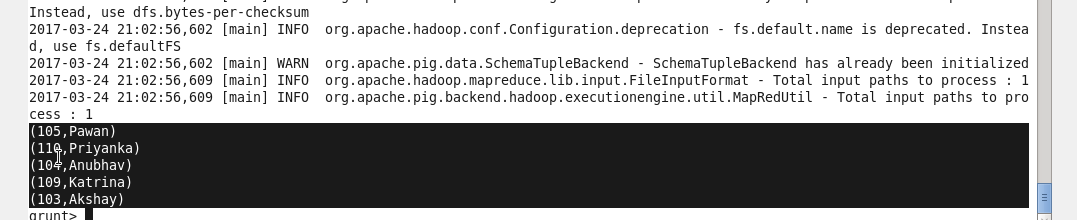 Instead, use dfs.bytes-per-checksum
2017-03-24 21:02:56,602 [main] INFO  org.apache.hadoop.conf.Configuration.deprecation - fs.default.name is deprecated. Instea
d, use fs.defaultFS
2017-03-24 21:02:56,602 [main] WARN  org.apache.pig.data.SchemaTupleBackend - SchemaTupleBackend has already been initialized
2017-03-24 21:02:56,609 [main] INFO  org.apache.hadoop.mapreduce.lib.input.FileInputFormat - Total input paths to process : 1
2017-03-24 21:02:56,609 [main] INFO  org.apache.pig.backend.hadoop.executionengine.util.MapRedUtil - Total input paths to pro
cess : 1
(105,Pawan)
(110,Priyanka)
(104,Anubhav)
(109,Katrina)
(103,Akshay)
grunt>